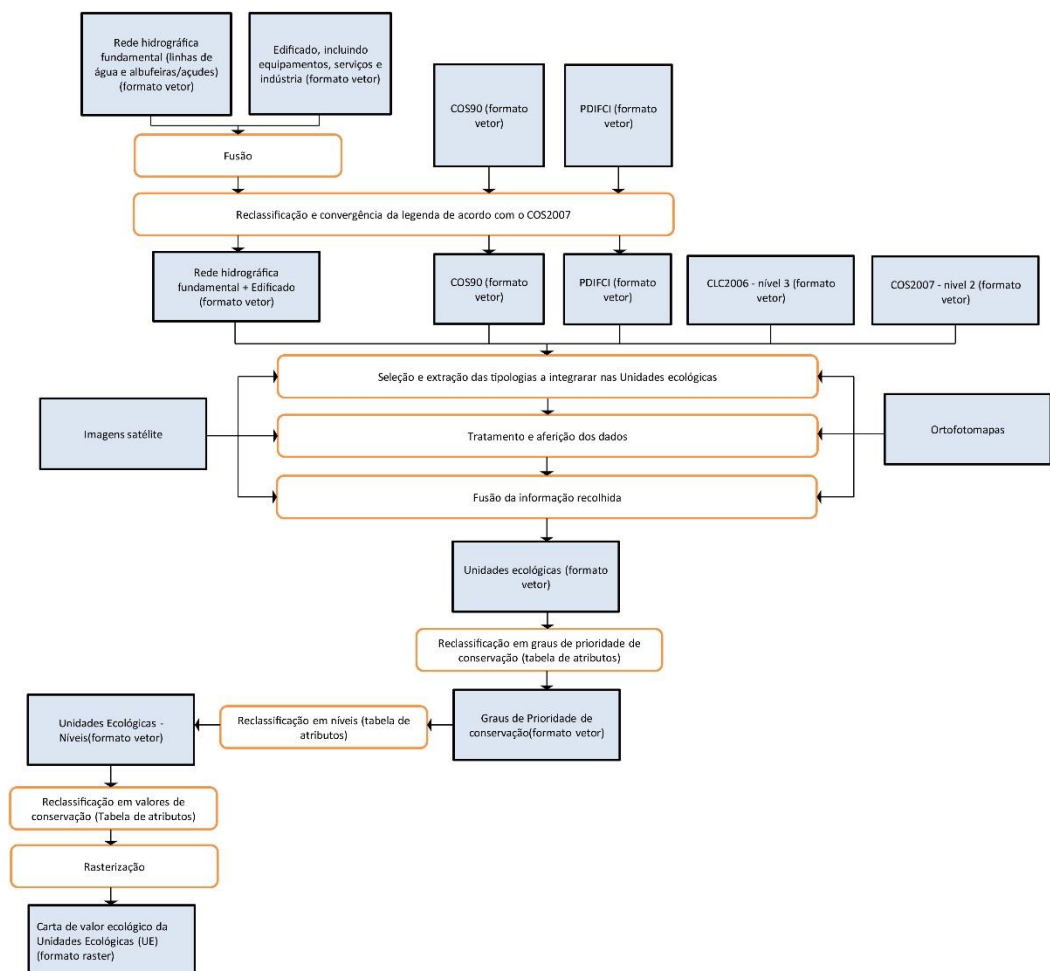 Rede hidrográfica
fundamental (linhas de
água e albufeiras/açudes)
(formato vetor)
Edificado, incluindo
equipamentos, serviços e
indústria (formato vetor)
COS90 (formato
vetor)
PDIFCI (formato
vetor)
Fusão
Reclassificação e convergência da legenda de acordo com o COS2007
Rede hidrográfica
fundamental + Edificado
(formato vetor)
COS90 (formato
vetor)
PDIFCI (formato
vetor)
CLC2006 - nível 3 (formato
vetor)
COS2007 - nivel 2 (formato
vetor)
Seleção e extração das tipologias a integrarar nas Unidades ecológicas
Imagens satélite
Tratamento e aferição dos dados
Ortofotomapas
Fusão da informação recolhida
Unidades ecológicas (formato
vetor)
Reclassificação em graus de prioridade de
conservação (tabela de atributos)
Graus de Prioridade de
conservação(formato vetor)
Reclassificação em níveis (tabela de
atributos)
Unidades Ecológicas -
Níveis(formato vetor)
Reclassificação em valores de
conservação (Tabela de atributos)
Rasterização
Carta de valor ecológico da
Unidades Ecológicas (UE)
(formato raster)